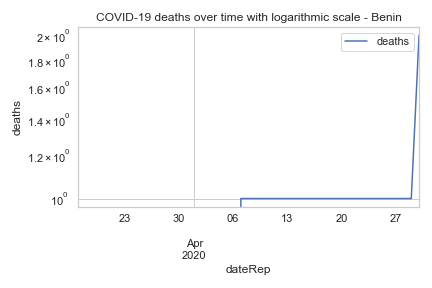 COVID-19 deaths over time with logarithmic scale - Benin
deaths
2 × 10⁰
1.8 × 10⁰
1.6 × 10⁰
1.4 × 10⁰
1.2 × 10⁰
10⁰
deaths
23
30
06
13
20
27
Apr
2020
dateRep